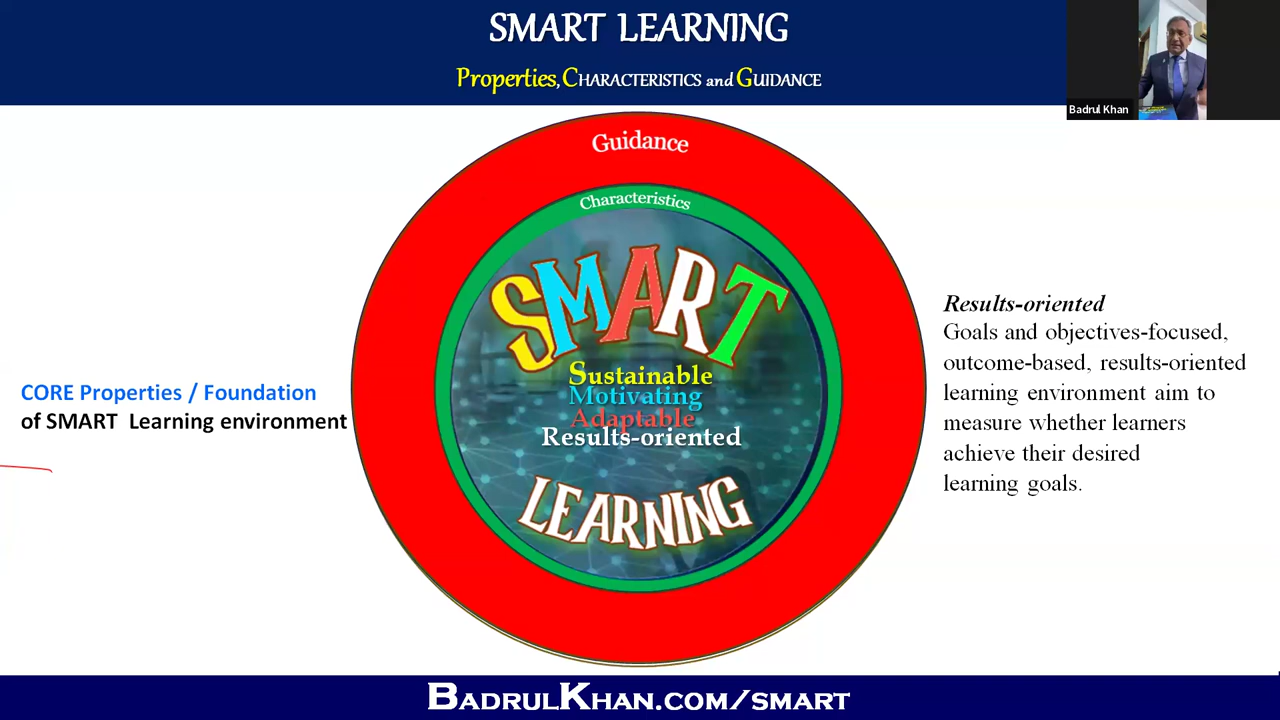 SMART LEARNING
Properties, CHARACTERISTICS and GUIDANCE
Badrul Khan
Guidance
Characteristics
SMART
Sustainable
Motivating
Adaptable
Results-oriented
LEARNING
CORE Properties / Foundation
of SMART Learning environment
Results-oriented
Goals and objectives-focused,
outcome-based, results-oriented
learning environment aim to
measure whether learners
achieve their desired
learning goals.
BADRULKHAN.COM/SMART